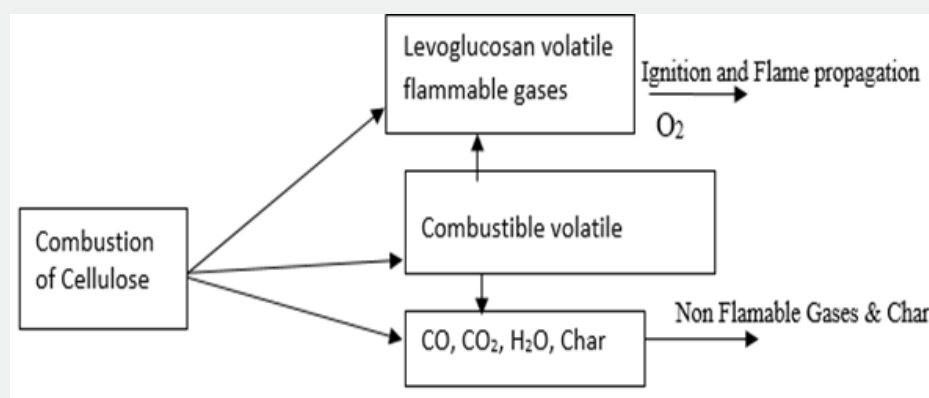 Levoglucosan volatile
flammable gases
Ignition and Flame propagation
O₂
Combustible volatile
Combustion
of Cellulose
CO, CO₂, H₂O, Char
Non Flamable Gases & Char